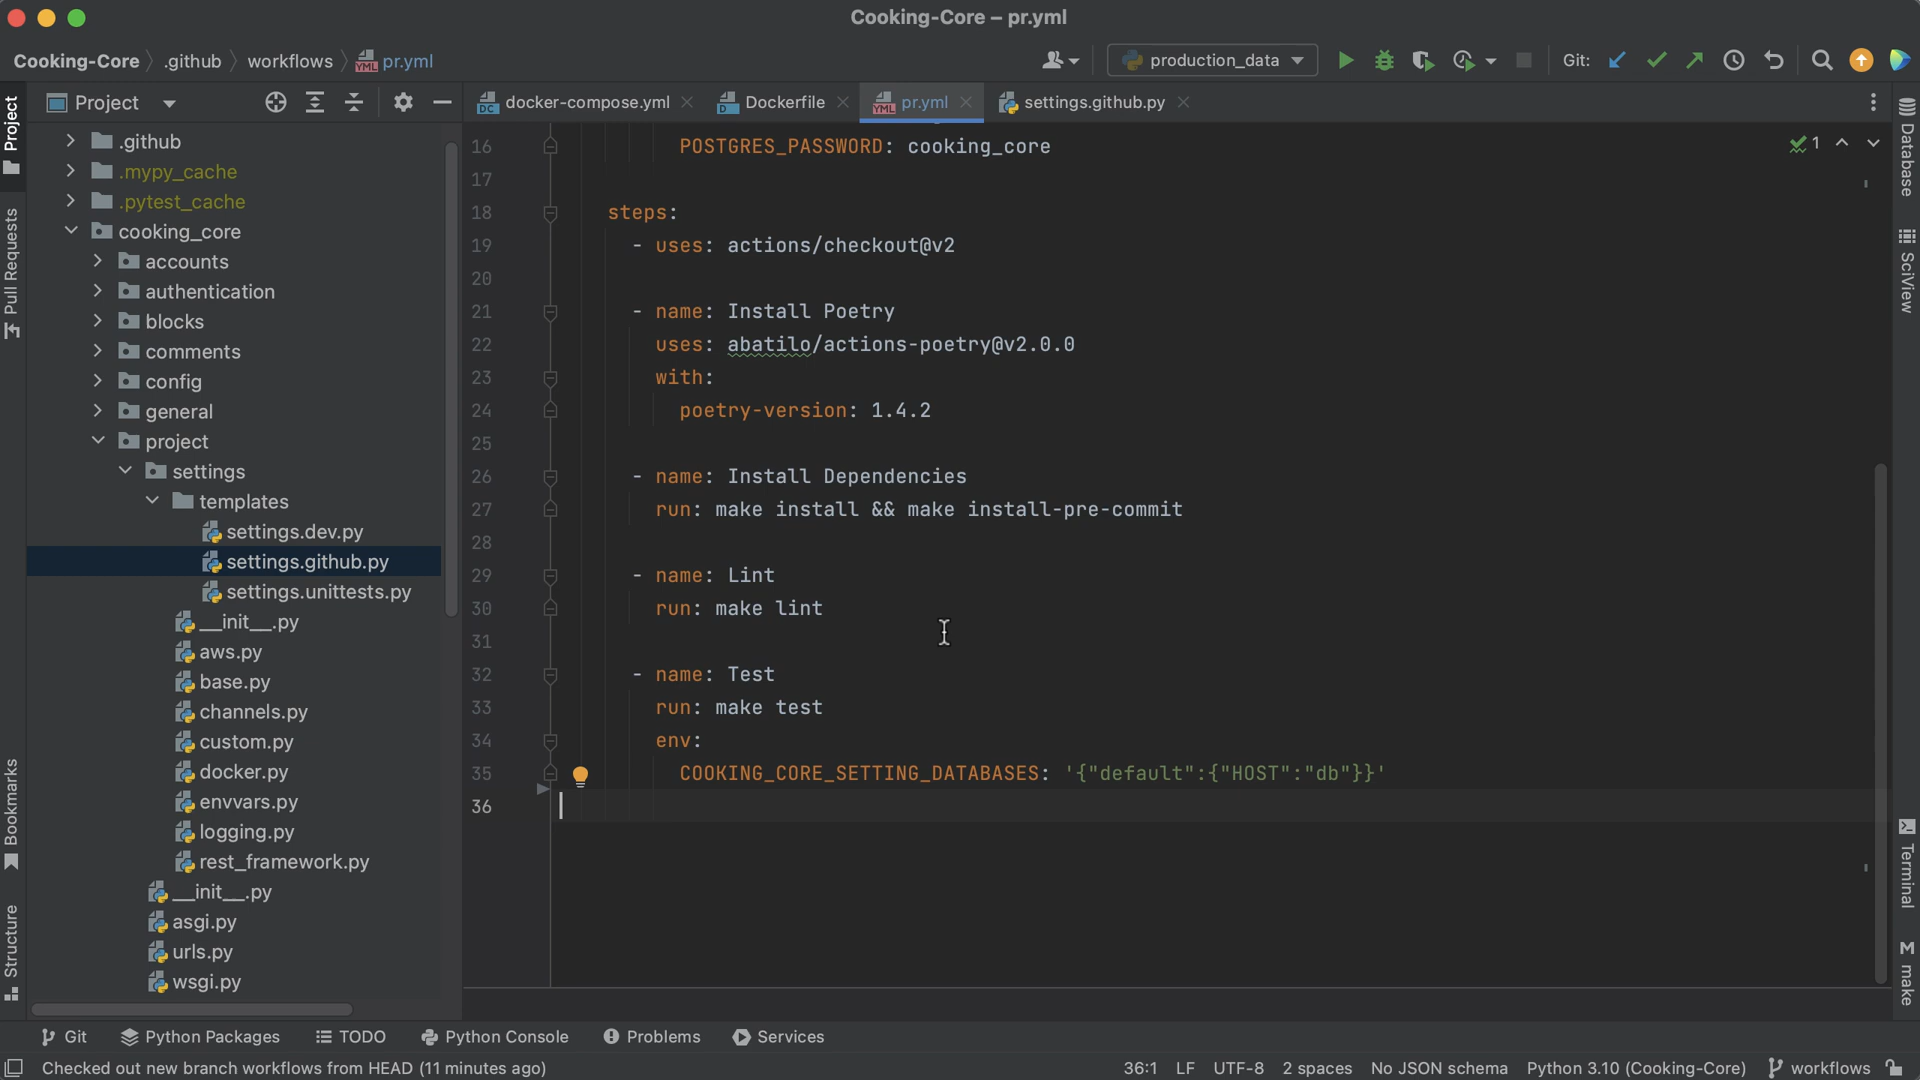 Cooking-Core – pr.yml
Cooking-Core
.github
workflows
pr.yml
production_data
Git:
Project
docker-compose.yml
Dockerfile
pr.yml
settings.github.py
.github
.mypy_cache
.pytest_cache
cooking_core
accounts
authentication
blocks
comments
config
general
project
settings
templates
settings.dev.py
settings.github.py
settings.unittests.py
__init__.py
aws.py
base.py
channels.py
custom.py
docker.py
envvars.py
logging.py
rest_framework.py
__init__.py
asgi.py
urls.py
wsgi.py
16 POSTGRES_PASSWORD: cooking_core
17
18 steps:
19 - uses: actions/checkout@v2
20
21 - name: Install Poetry
22 uses: abatilo/actions-poetry@v2.0.0
23 with:
24 poetry-version: 1.4.2
25
26 - name: Install Dependencies
27 run: make install && make install-pre-commit
28
29 - name: Lint
30 run: make lint
31
32 - name: Test
33 run: make test
34 env:
35 COOKING_CORE_SETTING_DATABASES: '{"default":{"HOST":"db"}}'
36
1
Project
Pull Requests
Bookmarks
Structure
Database
SciView
Terminal
make
Git
Python Packages
TODO
Python Console
Problems
Services
Checked out new branch workflows from HEAD (11 minutes ago)
36:1
LF
UTF-8
2 spaces
No JSON schema
Python 3.10 (Cooking-Core)
workflows